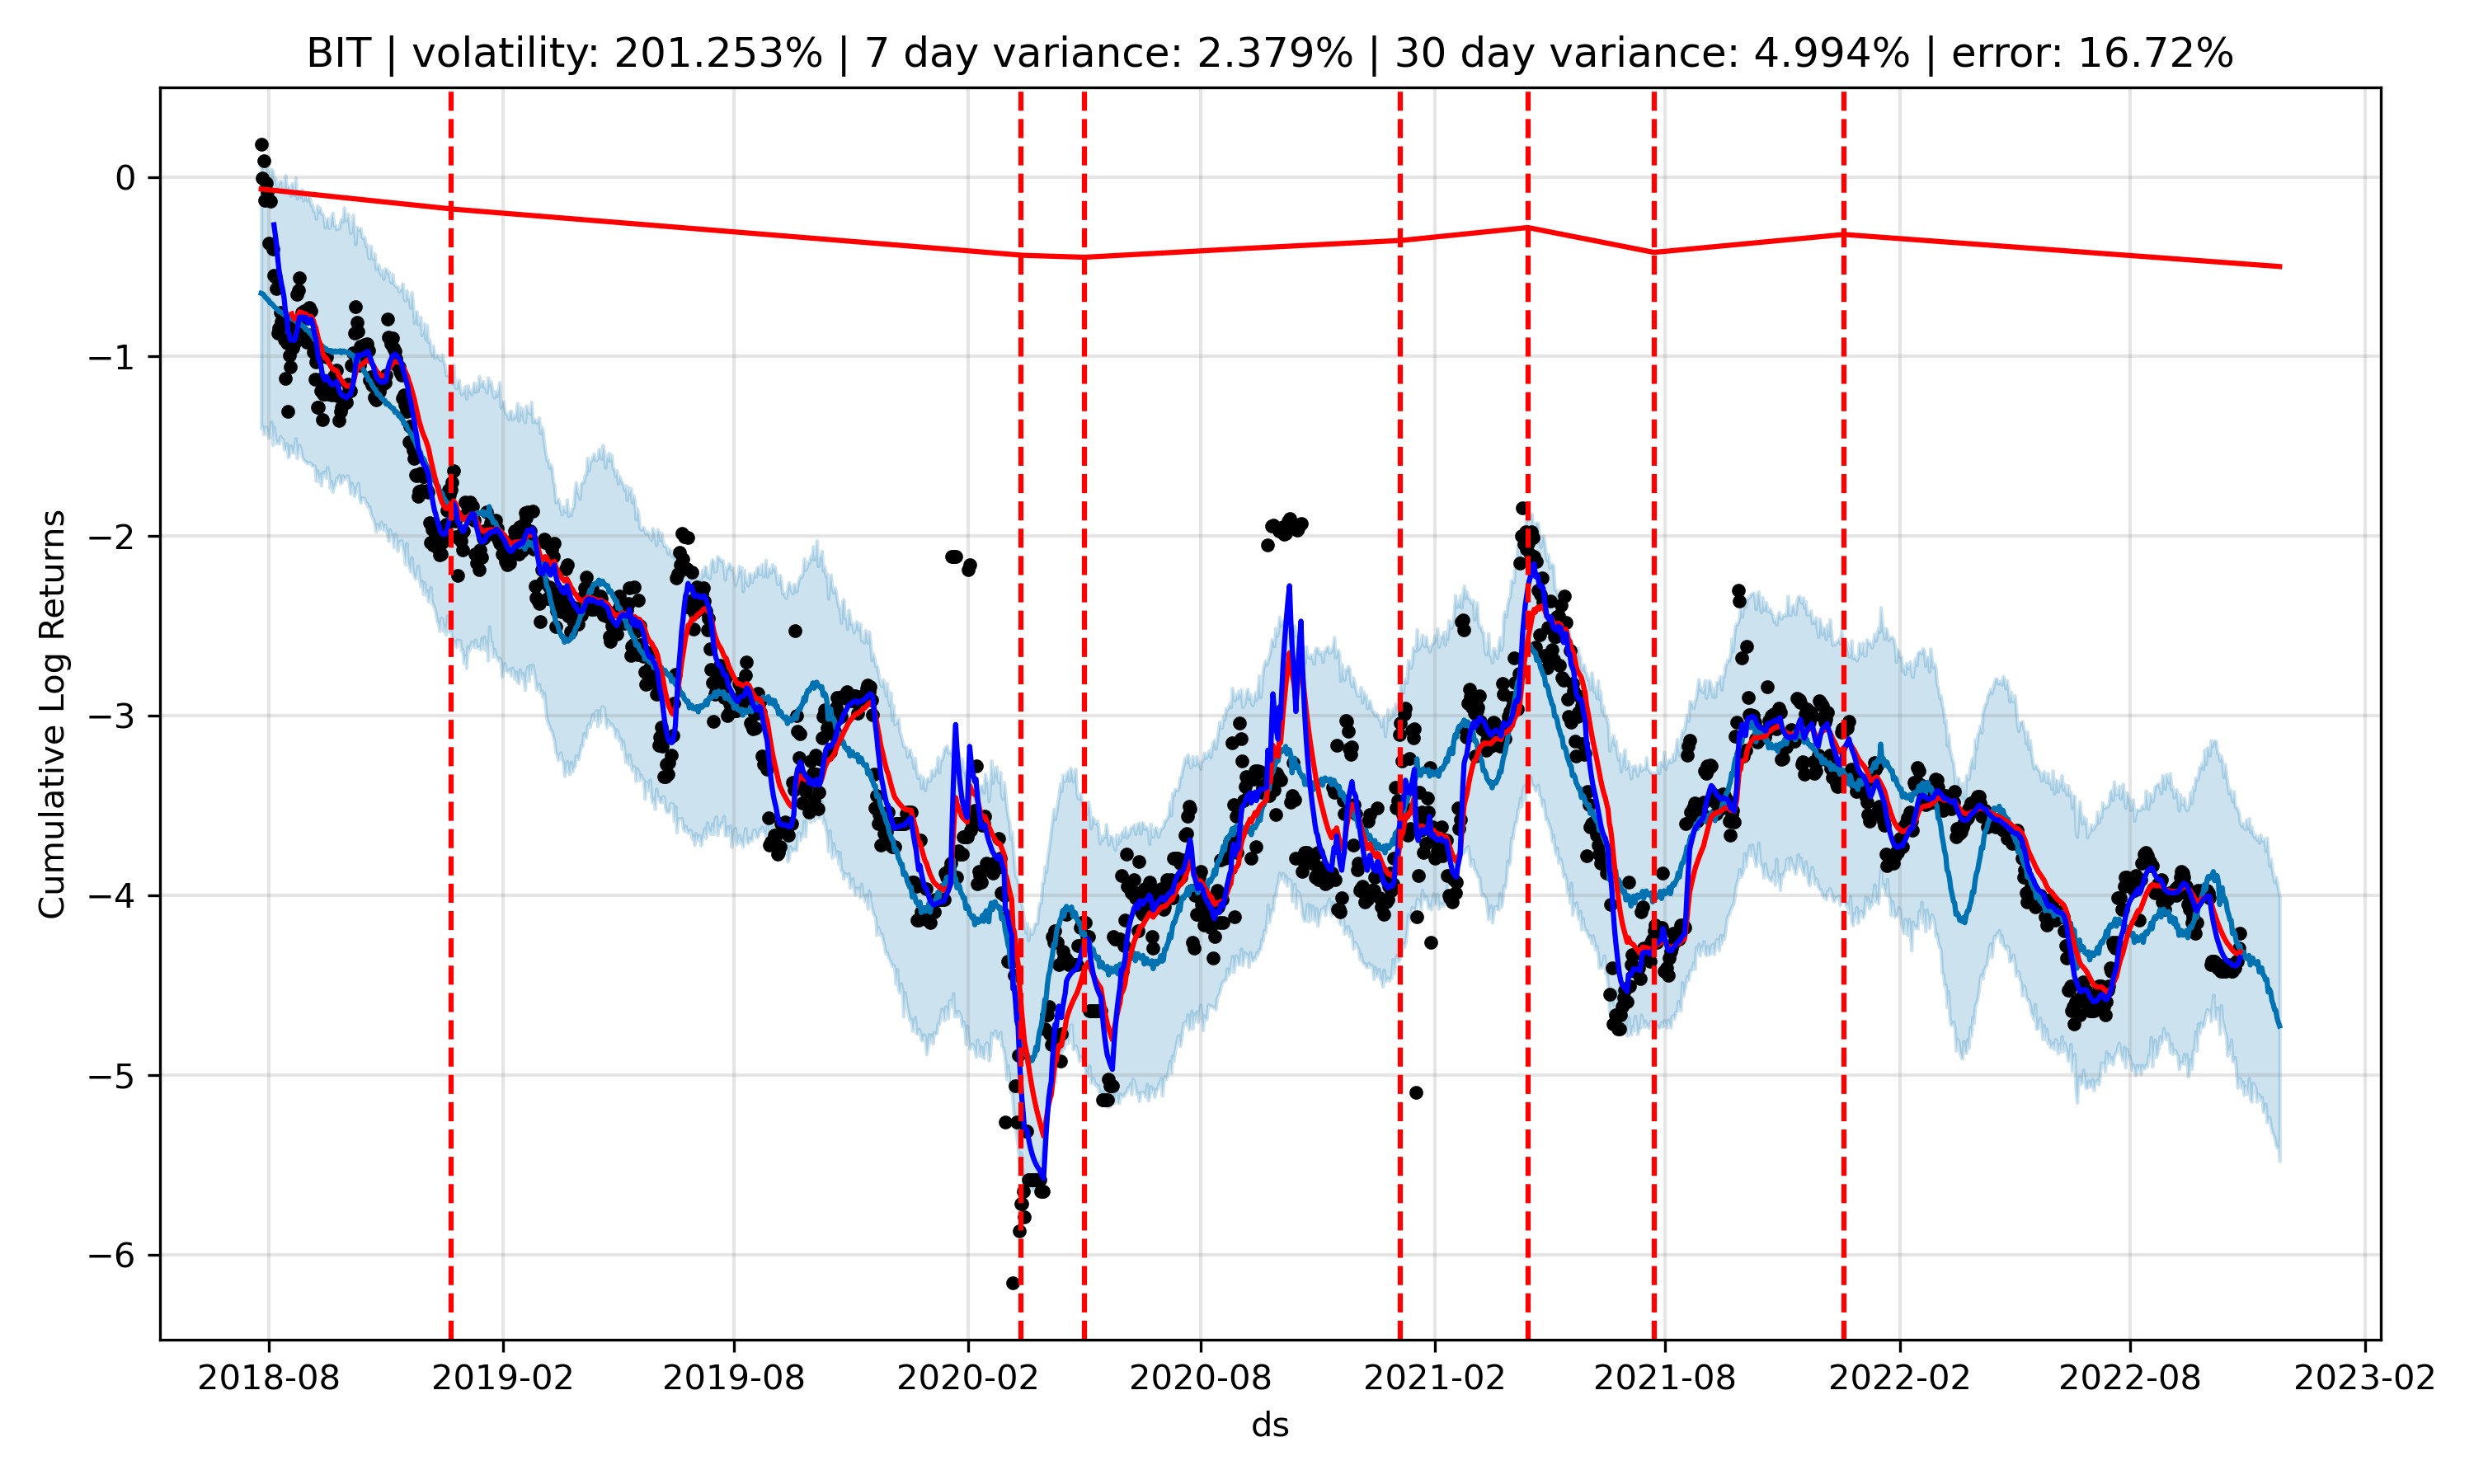 BIT | volatility: 201.253% | 7 day variance: 2.379% | 30 day variance: 4.994% | error: 16.72%
Cumulative Log Returns
0
−1
−2
−3
−4
−5
−6
2018-08 2019-02 2019-08 2020-02 2020-08 2021-02 2021-08 2022-02 2022-08 2023-02
ds